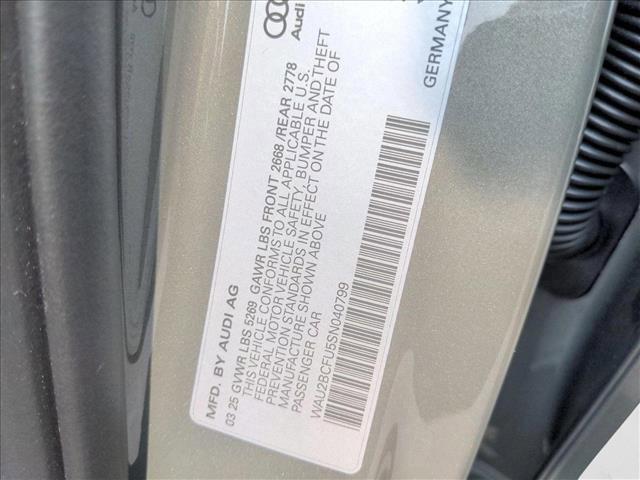 Audi
MFD. BY AUDI AG
03 25 GVWR LBS 5269 GAWR LBS FRONT 2668 /REAR 2778
THIS VEHICLE CONFORMS TO ALL APPLICABLE U.S.
FEDERAL MOTOR VEHICLE SAFETY, BUMPER AND THEFT
PREVENTION STANDARDS IN EFFECT ON THE DATE OF
MANUFACTURE SHOWN ABOVE
PASSENGER CAR
GERMANY
WAU2BCFU5SN040799